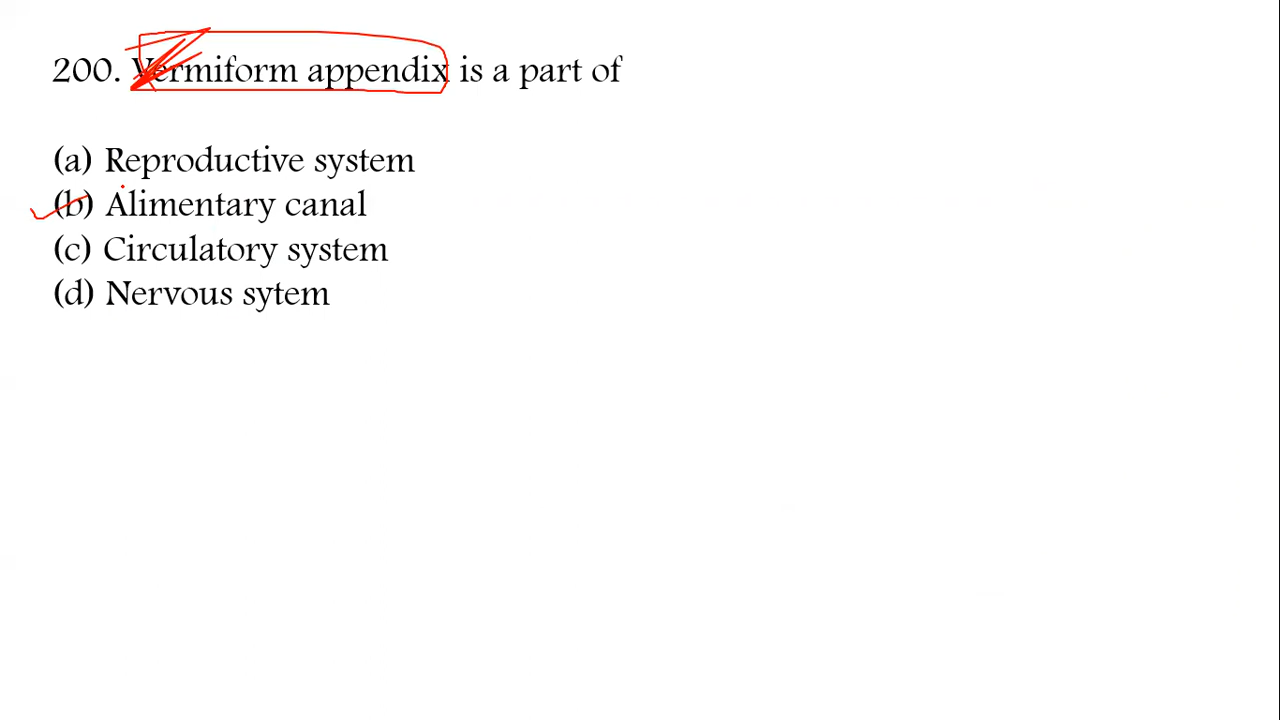 200. Vermiform appendix is a part of
(a) Reproductive system
(b) Alimentary canal
(c) Circulatory system
(d) Nervous sytem